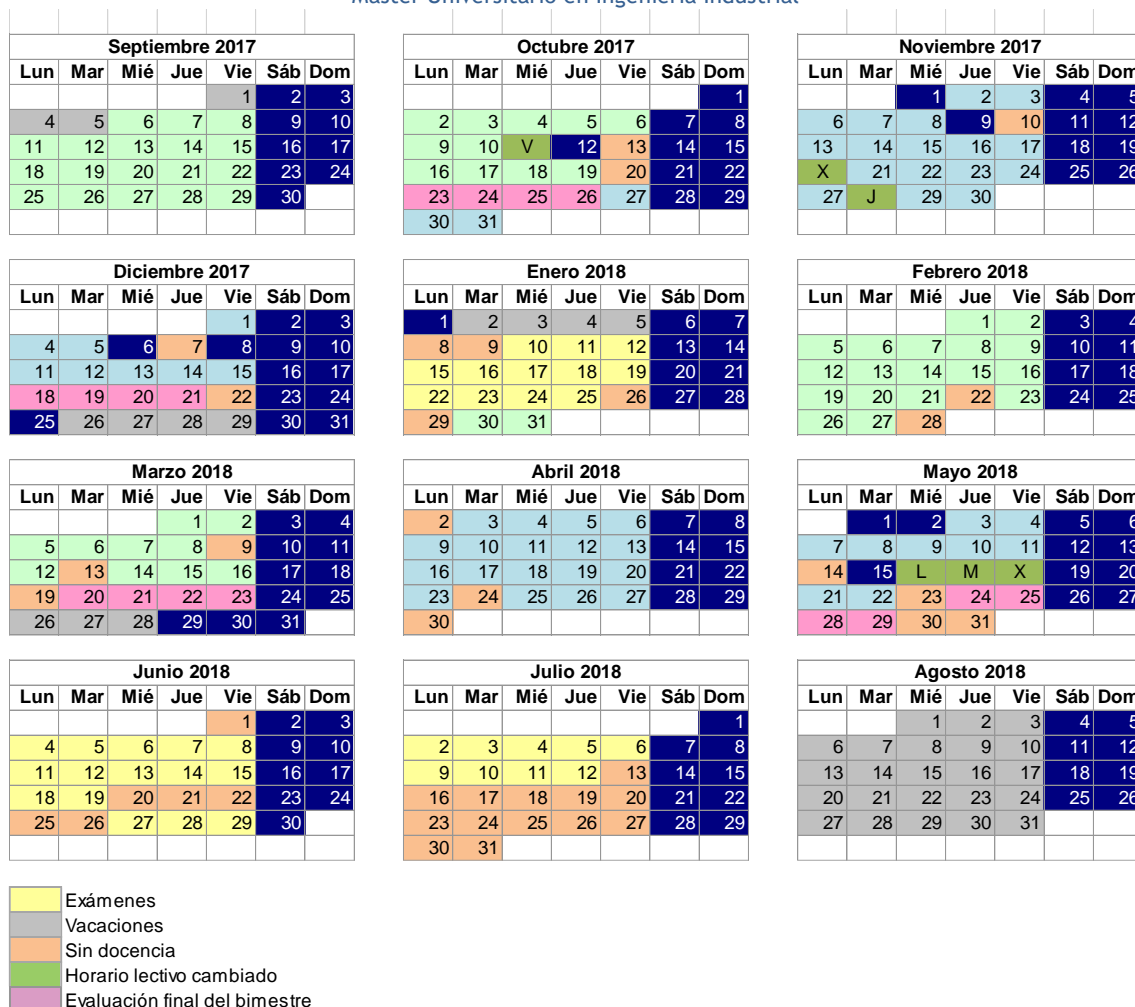 Máster Universitario en Ingeniería Industrial
Septiembre 2017 Octubre 2017 Noviembre 2017
Lun Mar Mié Jue Vie Sáb Dom Lun Mar Mié Jue Vie Sáb Dom Lun Mar Mié Jue Vie Sáb Dom
1 2 3 1 1 2 3 4 5
4 5 6 7 8 9 10 2 3 4 5 6 7 8 6 7 8 9 10 11 12
11 12 13 14 15 16 17 9 10 V 12 13 14 15 13 14 15 16 17 18 19
18 19 20 21 22 23 24 16 17 18 19 20 21 22 X 21 22 23 24 25 26
25 26 27 28 29 30 23 24 25 26 27 28 29 27 J 29 30
30 31
Diciembre 2017 Enero 2018 Febrero 2018
Lun Mar Mié Jue Vie Sáb Dom Lun Mar Mié Jue Vie Sáb Dom Lun Mar Mié Jue Vie Sáb Dom
1 2 3 1 2 3 4 5 6 7 1 2 3 4
4 5 6 7 8 9 10 8 9 10 11 12 13 14 5 6 7 8 9 10 11
11 12 13 14 15 16 17 15 16 17 18 19 20 21 12 13 14 15 16 17 18
18 19 20 21 22 23 24 22 23 24 25 26 27 28 19 20 21 22 23 24 25
25 26 27 28 29 30 31 29 30 31 26 27 28
Marzo 2018 Abril 2018 Mayo 2018
Lun Mar Mié Jue Vie Sáb Dom Lun Mar Mié Jue Vie Sáb Dom Lun Mar Mié Jue Vie Sáb Dom
1 2 3 4 2 3 4 5 6 7 8 1 2 3 4 5 6
5 6 7 8 9 10 11 9 10 11 12 13 14 15 7 8 9 10 11 12 13
12 13 14 15 16 17 18 16 17 18 19 20 21 22 14 15 L M X 19 20
19 20 21 22 23 24 25 23 24 25 26 27 28 29 21 22 23 24 25 26 27
26 27 28 29 30 31 30 28 29 30 31
Junio 2018 Julio 2018 Agosto 2018
Lun Mar Mié Jue Vie Sáb Dom Lun Mar Mié Jue Vie Sáb Dom Lun Mar Mié Jue Vie Sáb Dom
1 2 3 1 1 2 3 4 5
4 5 6 7 8 9 10 2 3 4 5 6 7 8 6 7 8 9 10 11 12
11 12 13 14 15 16 17 9 10 11 12 13 14 15 13 14 15 16 17 18 19
18 19 20 21 22 23 24 16 17 18 19 20 21 22 20 21 22 23 24 25 26
25 26 27 28 29 30 23 24 25 26 27 28 29 27 28 29 30 31
30 31
Exámenes
Vacaciones
Sin docencia
Horario lectivo cambiado
Evaluación final del bimestre